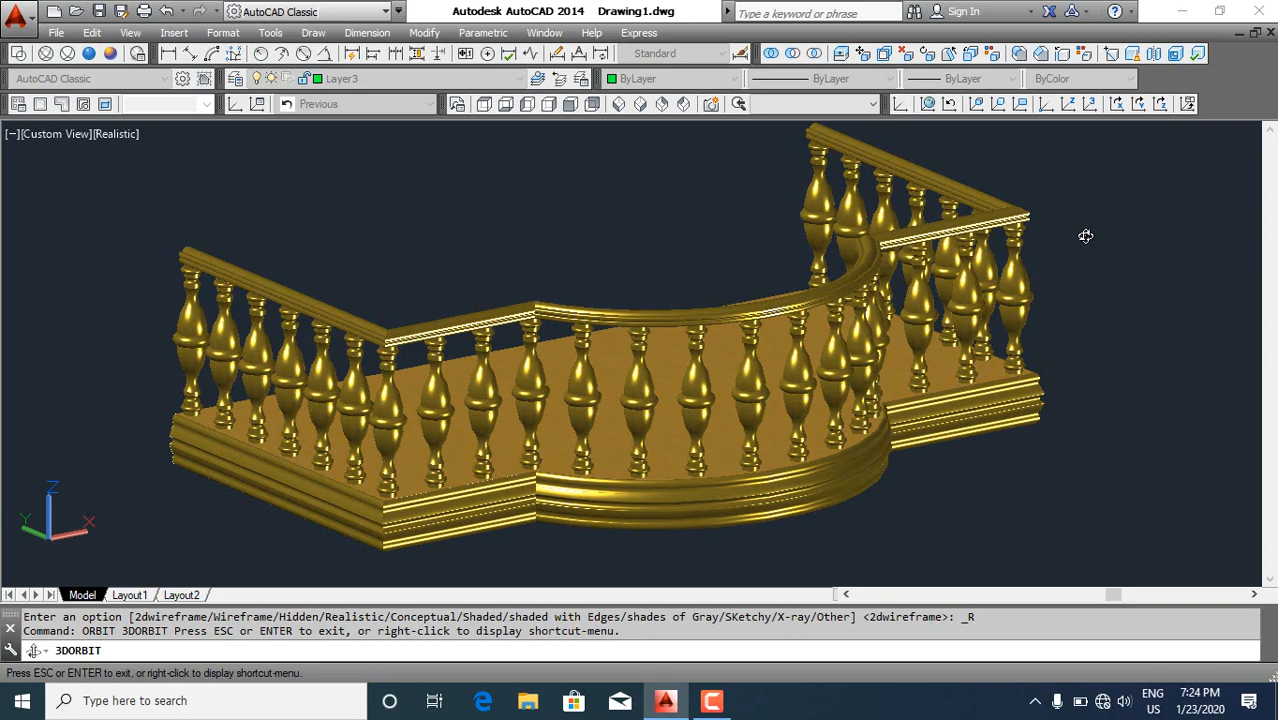 AutoCAD Classic
Autodesk AutoCAD 2014 Drawing1.dwg
Type a keyword or phrase
Sign In
File Edit View Insert Format Tools Draw Dimension Modify Parametric Window Help Express
Standard
AutoCAD Classic
Layer3
ByLayer
ByLayer
ByLayer
ByColor
Previous
[−][Custom View][Realistic]
Z
Y
X
Model Layout1 Layout2
Enter an option [2dwireframe/Wireframe/Hidden/Realistic/Conceptual/Shaded/shaded with Edges/shades of Gray/SKetchy/X-ray/Other] <2dwireframe>: _R
Command: ORBIT 3DORBIT Press ESC or ENTER to exit, or right-click to display shortcut-menu.
3DORBIT
Press ESC or ENTER to exit, or right-click to display shortcut-menu.
Type here to search
ENG
US
7:24 PM
1/23/2020